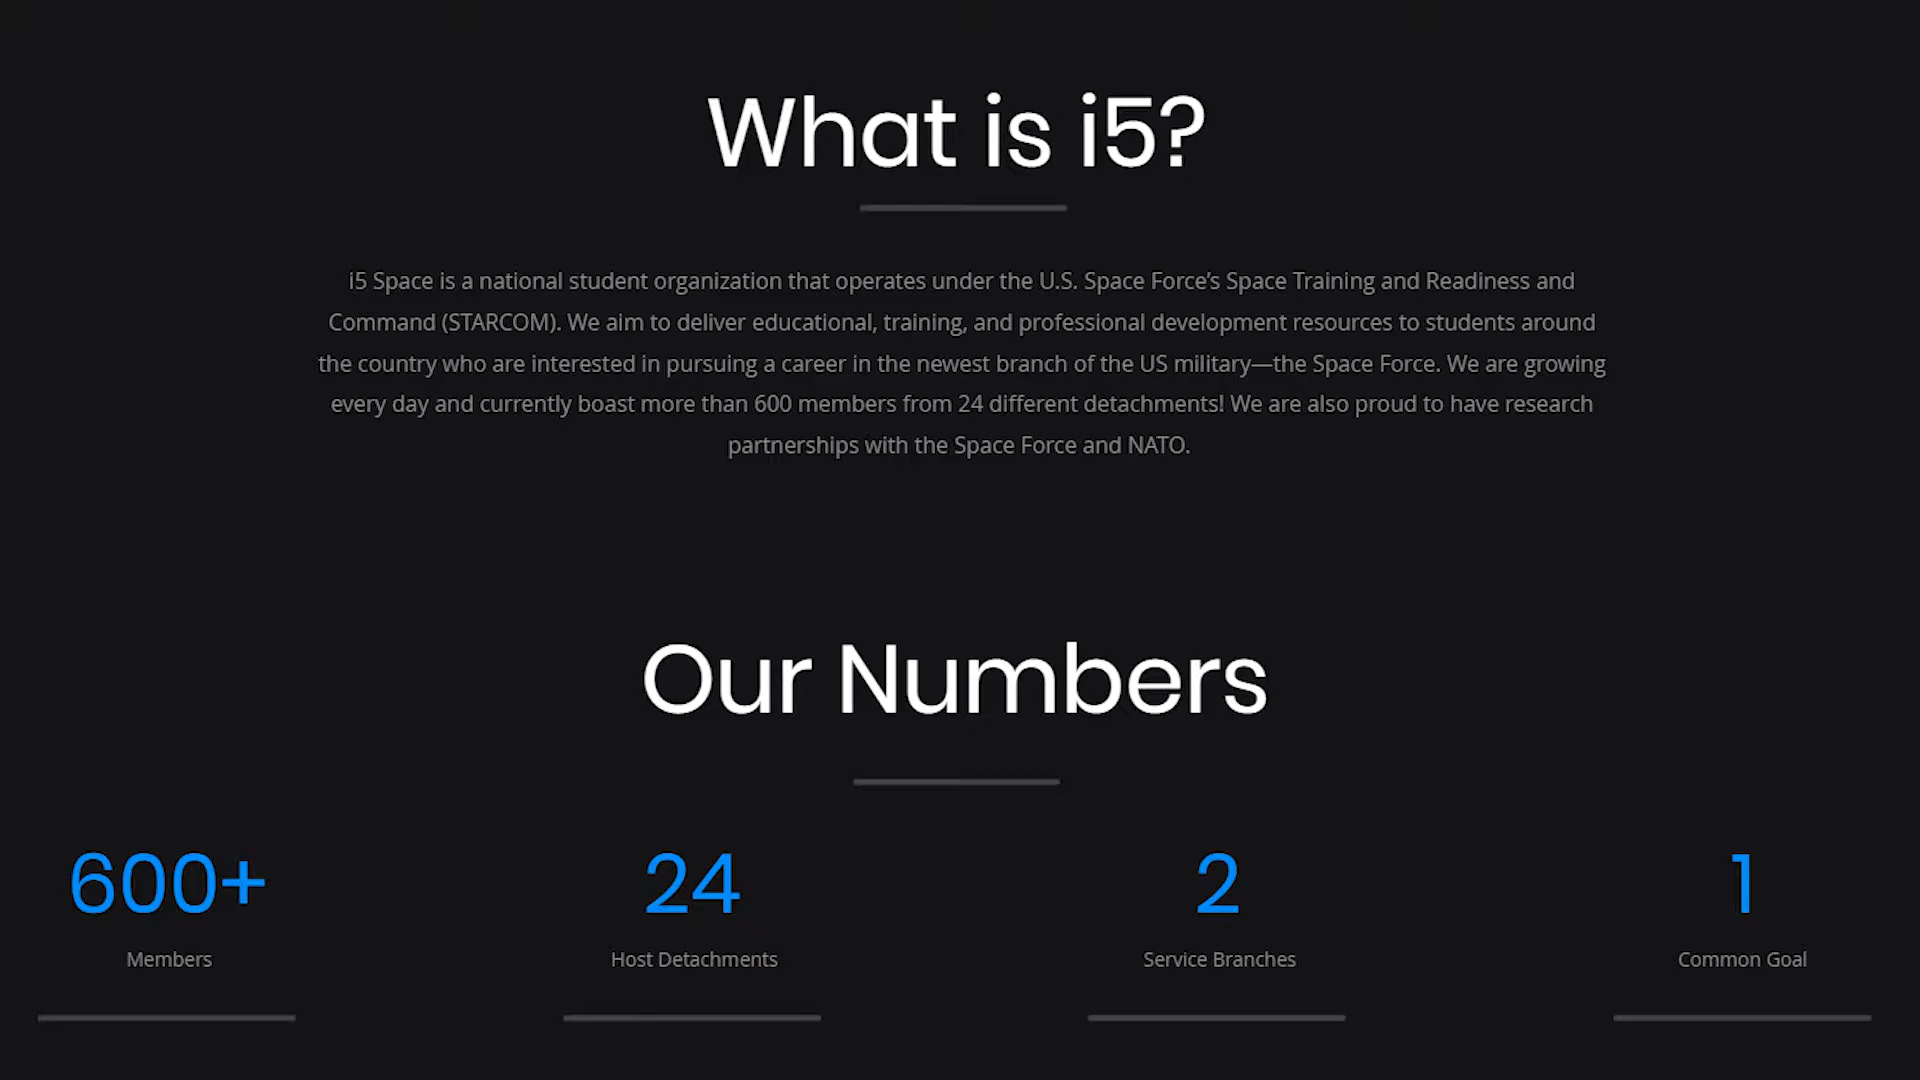 What is i5?
i5 Space is a national student organization that operates under the U.S. Space Force’s Space Training and Readiness and
Command (STARCOM). We aim to deliver educational, training, and professional development resources to students around
the country who are interested in pursuing a career in the newest branch of the US military—the Space Force. We are growing
every day and currently boast more than 600 members from 24 different detachments! We are also proud to have research
partnerships with the Space Force and NATO.
Our Numbers
600+
Members
24
Host Detachments
2
Service Branches
1
Common Goal